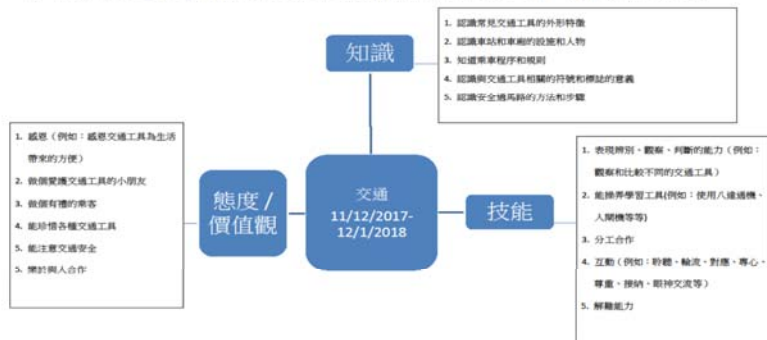 知識
1. 認識常見交通工具的外形特徵
2. 認識車站和車廂的設施和人物
3. 知道乘車程序和規則
4. 認識與交通工具相關的符號和標誌的意義
5. 認識安全過馬路的方法和步驟
1. 感恩（例如：感恩交通工具為生活
帶來的方便）
2. 做個愛護交通工具的小朋友
3. 做個有禮的乘客
4. 能珍惜各種交通工具
5. 能注意交通安全
5. 樂於與人合作
態度 /
價值觀
交通
11/12/2017-
12/1/2018
技能
1. 表現辨別、觀察、判斷的能力（例如：
觀察和比較不同的交通工具）
2. 能操弄學習工具(例如：使用八達通機、
入閘機等等)
3. 分工合作
4. 互動（例如：聆聽、輪流、對應、專心、
尊重、接納、眼神交流等）
5. 解難能力